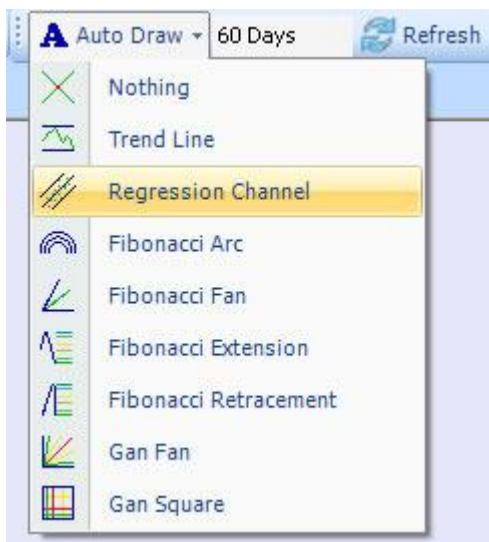 A Auto Draw 60 Days Refresh
Nothing
Trend Line
Regression Channel
Fibonacci Arc
Fibonacci Fan
Fibonacci Extension
Fibonacci Retracement
Gan Fan
Gan Square